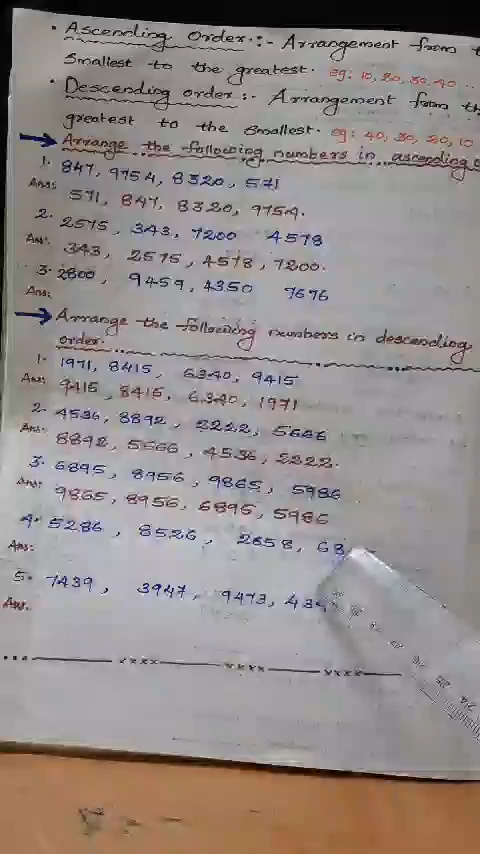 • Ascending Order :- Arrangement from
smallest to the greatest. eg: 10, 20, 30, 40 ..
• Descending order :- Arrangement from
greatest to the smallest. eg: 40, 30, 20, 10
→ Arrange the following numbers in ascending
1. 847, 9754, 8320, 571
Ans: 571, 847, 8320, 9754.
2. 2575, 343, 7200 4578
Ans: 343, 2575, 4578, 7200.
3. 2800, 9459, 4350 7676
Ans:
→ Arrange the following numbers in descending
order.
1. 1971, 8415, 6340, 9415
Ans: 9415, 8415, 6340, 1971
2. 4536, 8892, 2222, 5666
Ans: 8892, 5666, 4536, 2222.
3. 6895, 8956, 9865, 5986
Ans: 9865, 8956, 6895, 5986
4. 5286, 8526, 2658,
Ans:
5. 7439, 3947, 9473,
Ans.